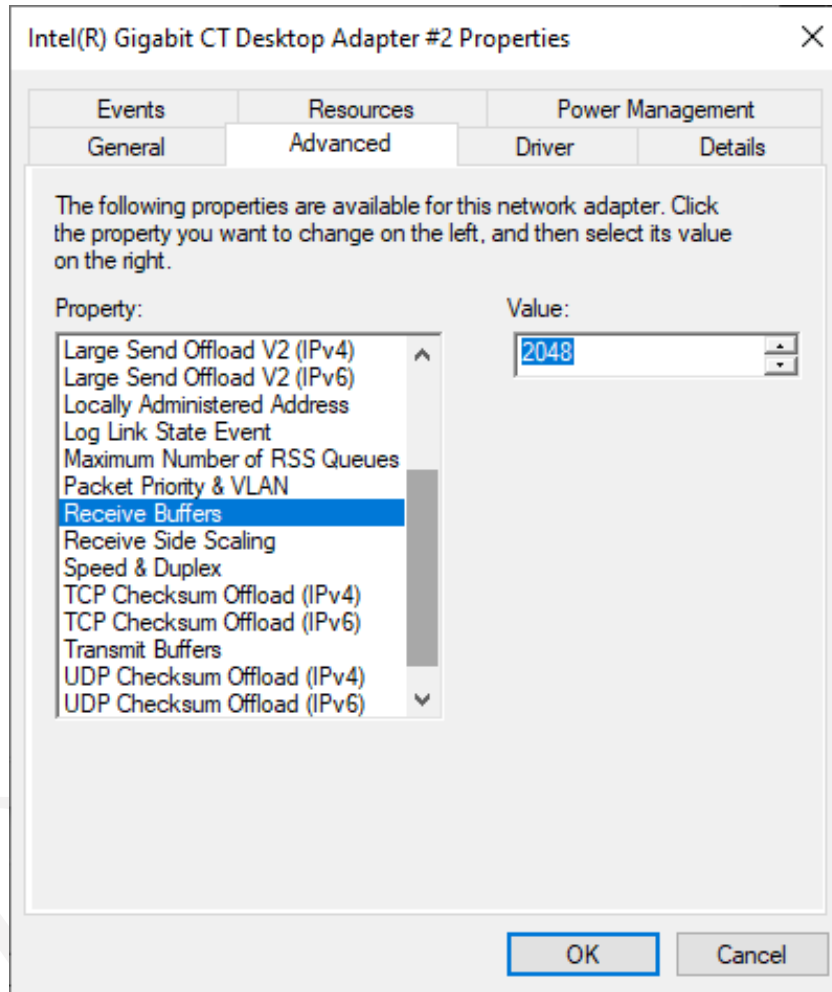 Intel(R) Gigabit CT Desktop Adapter #2 Properties
Events Resources Power Management
General Advanced Driver Details
The following properties are available for this network adapter. Click
the property you want to change on the left, and then select its value
on the right.
Property:
Value:
Large Send Offload V2 (IPv4)
Large Send Offload V2 (IPv6)
Locally Administered Address
Log Link State Event
Maximum Number of RSS Queues
Packet Priority & VLAN
Receive Buffers
Receive Side Scaling
Speed & Duplex
TCP Checksum Offload (IPv4)
TCP Checksum Offload (IPv6)
Transmit Buffers
UDP Checksum Offload (IPv4)
UDP Checksum Offload (IPv6)
2048
OK Cancel